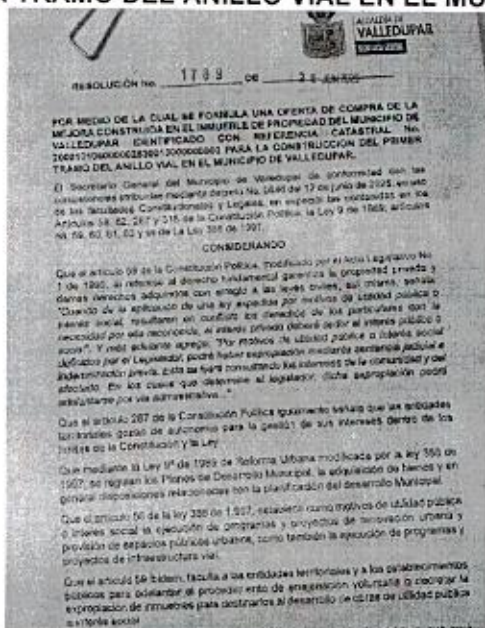 TRAMO DEL ANILLO VIAL EN EL MU
ALCALDÍA DE
VALLEDUPAR
RESOLUCIÓN No. 1789 DE 2 JUN
POR MEDIO DE LA CUAL SE FORMULA UNA OFERTA DE COMPRA DE LA
MEJORA CONSTRUIDA EN EL INMUEBLE DE PROPIEDAD DEL MUNICIPIO DE
VALLEDUPAR IDENTIFICADO CON REFERENCIA CATASTRAL No.
PARA LA CONSTRUCCION DEL PRIMER
TRAMO DEL ANILLO VIAL EN EL MUNICIPIO DE VALLEDUPAR.
El Secretario General del Municipio de Valledupar de conformidad con las
atribuidas mediante decreto No. de 17 de junio de 2025, en uso
de las facultades Constitucionales y Legales, en especial las contenidas en los
Artículos 58, 82, 287 y 315 de la Constitución Política, la Ley 9 de 1989, artículos
59, 60, 61, 63 y ss de La Ley 388 de 1997.
CONSIDERANDO
Que el artículo 58 de la Constitución Política, modificado por el Acto Legislativo No
1 de 1999, al referirse al derecho fundamental garantiza la propiedad privada y
demás derechos adquiridos con arreglo a las leyes civiles, así mismo, señala:
"Cuando de la aplicación de una ley expedida por motivos de utilidad pública o
interés social, resultaren en conflicto los derechos de los particulares con la
necesidad por ella reconocida, el interés privado deberá ceder al interés público o
social". Y más adelante agrega: "Por motivos de utilidad pública o interés social
definidos por el Legislador, podrá haber expropiación mediante sentencia judicial e
indemnización previa. Esta se fijará consultando los intereses de la comunidad y del
afectado. En los casos que determine el legislador, dicha expropiación podrá
adelantarse por vía administrativa..."
Que el artículo 287 de la Constitución Política igualmente señala que las entidades
territoriales gozan de autonomía para la gestión de sus intereses dentro de los
límites de la Constitución y la Ley.
Que mediante la Ley 9ª de 1989 de Reforma Urbana modificada por la ley 388 de
1997, se regulan los Planes de Desarrollo Municipal, la adquisición de bienes y en
general disposiciones relacionadas con la planificación del desarrollo Municipal.
Que el artículo 58 de la ley 388 de 1.997, establece como motivos de utilidad pública
o interés social la ejecución de programas y proyectos de renovación urbana y
provisión de espacios públicos urbanos, como también la ejecución de programas y
proyectos de infraestructura vial.
Que el artículo 59 ibídem, faculta a las entidades territoriales y a los establecimientos
públicos para adelantar el procedimiento de enajenación voluntaria o decretar la
expropiación de inmuebles para destinarlos al desarrollo de obras de utilidad pública
o interés social